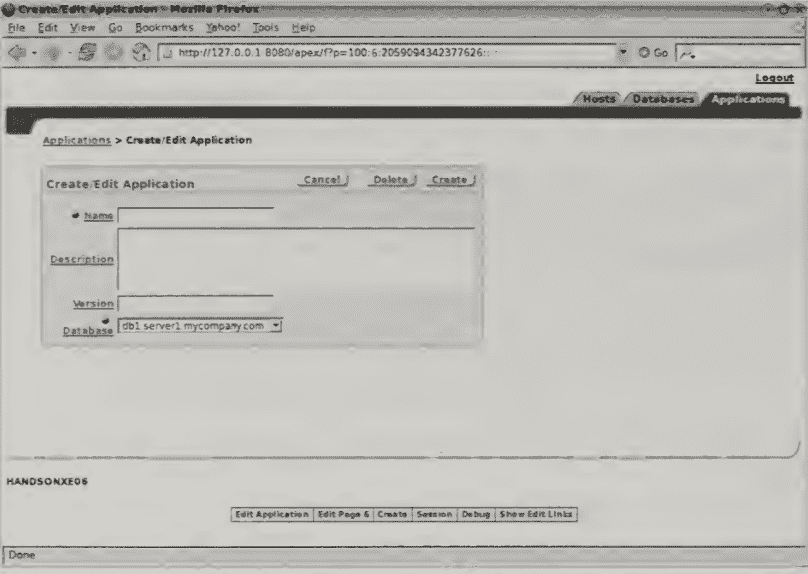 Create/Edit Application - Mozilla Firefox
File Edit View Go Bookmarks Yahoo! Tools Help
http://127.0.0.1:8080/apex/f?p=100:6:2059094342377626::: Go
Logout
Hosts Databases Applications
Applications > Create/Edit Application
Create/Edit Application Cancel Delete Create
Name
Description
Version
Database db1.server1.mycompany.com
HANDSONXE06
Edit Application Edit Page 6 Create Session Debug Show Edit Links
Done